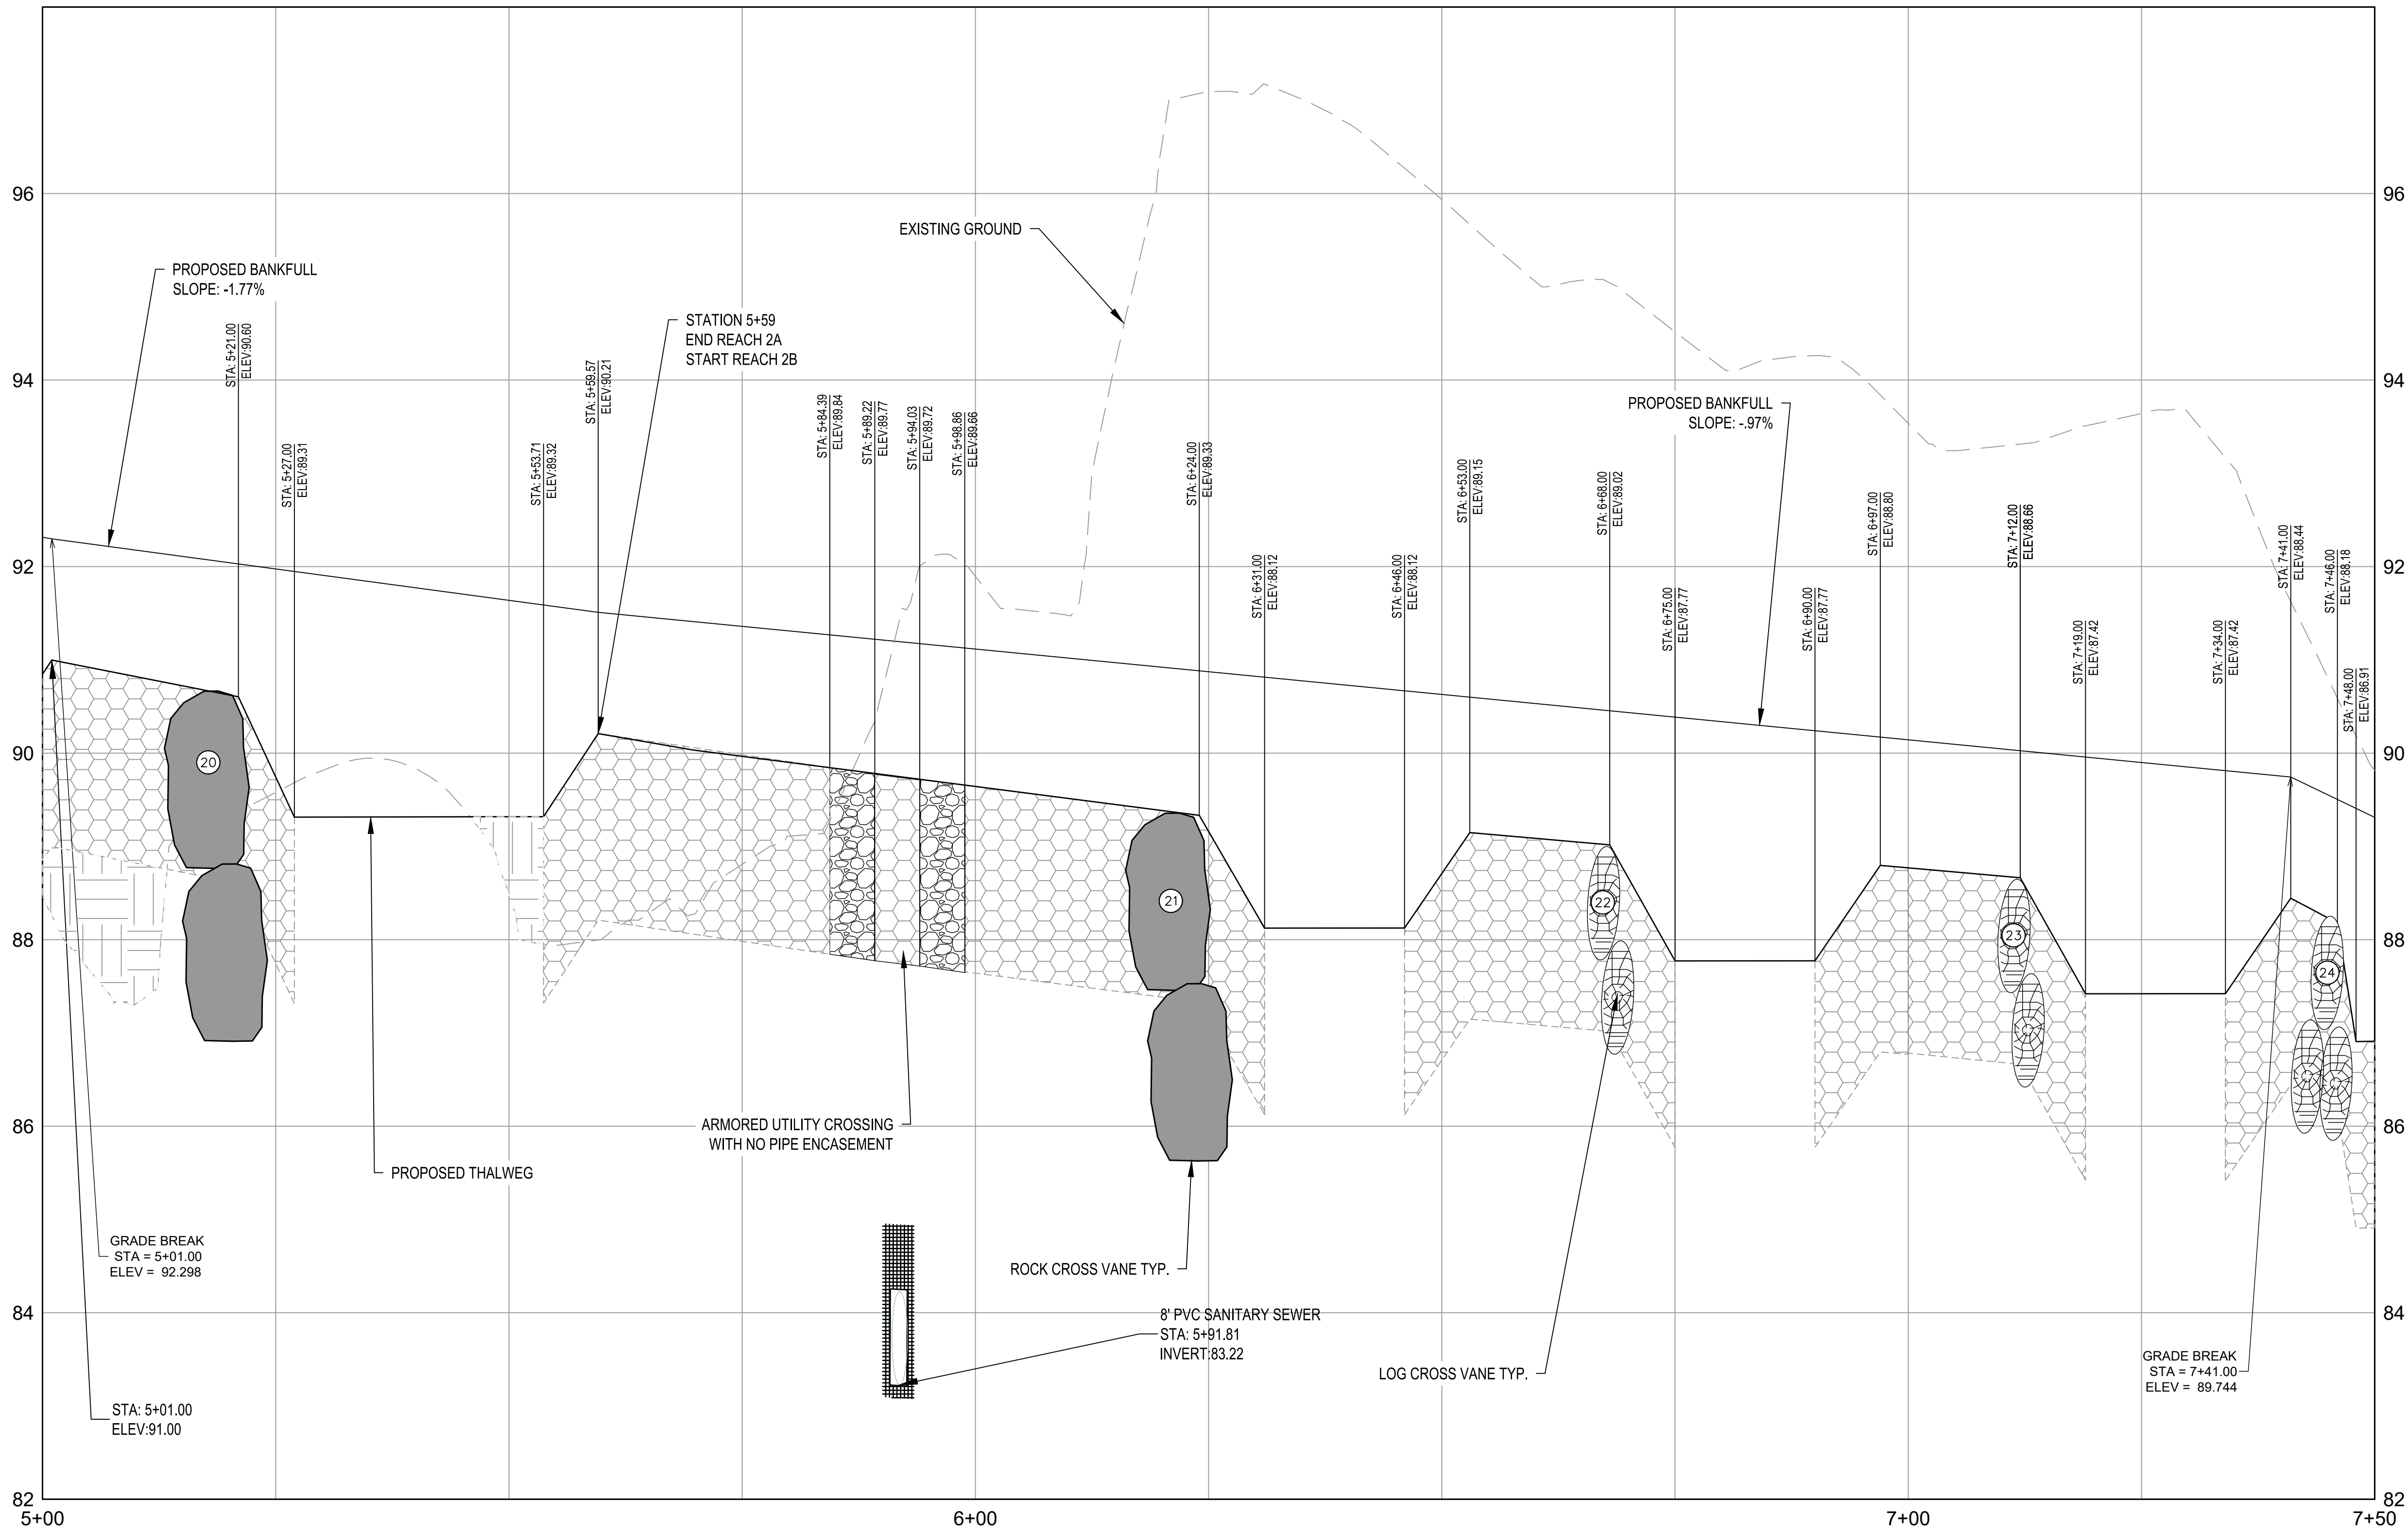 96
96
EXISTING GROUND
PROPOSED BANKFULL
SLOPE: -1.77%
STATION 5+59
END REACH 2A
START REACH 2B
94
94
PROPOSED BANKFULL
SLOPE: -.97%
STA: 5+21.00
ELEV:90.60
STA: 5+27.00
ELEV:89.31
STA: 5+53.71
ELEV:89.32
STA: 5+59.57
ELEV:90.21
STA: 5+84.39
ELEV:89.84
STA: 5+89.22
ELEV:89.77
STA: 5+94.03
ELEV:89.72
STA: 5+98.86
ELEV:89.66
STA: 6+24.00
ELEV:89.33
STA: 6+31.00
ELEV:88.12
STA: 6+46.00
ELEV:88.12
STA: 6+53.00
ELEV:89.15
STA: 6+68.00
ELEV:89.02
STA: 6+75.00
ELEV:87.77
STA: 6+90.00
ELEV:87.77
STA: 6+97.00
ELEV:88.80
STA: 7+12.00
ELEV:88.66
STA: 7+19.00
ELEV:87.42
STA: 7+34.00
ELEV:87.42
STA: 7+41.00
ELEV:88.44
STA: 7+46.00
ELEV:88.18
STA: 7+48.00
ELEV:86.91
92
92
90
90
20
21
22
23
24
88
88
86
86
ARMORED UTILITY CROSSING
WITH NO PIPE ENCASEMENT
PROPOSED THALWEG
GRADE BREAK
STA = 5+01.00
ELEV = 92.298
ROCK CROSS VANE TYP.
84
84
8' PVC SANITARY SEWER
STA: 5+91.81
INVERT:83.22
LOG CROSS VANE TYP.
GRADE BREAK
STA = 7+41.00
ELEV = 89.744
STA: 5+01.00
ELEV:91.00
82
82
5+00
6+00
7+00
7+50